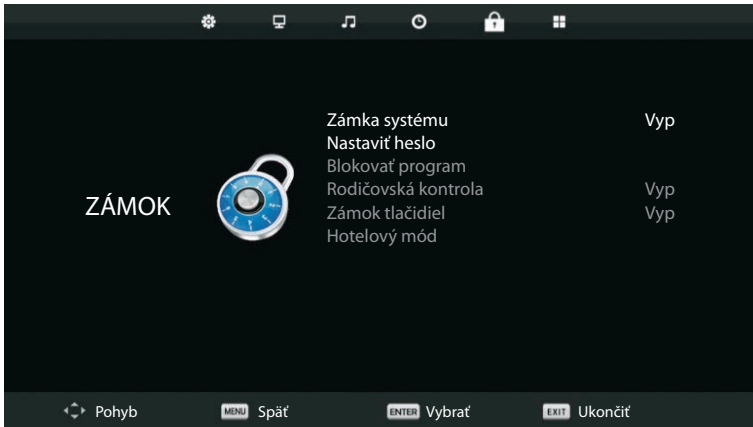 Zámka systému Vyp
Nastaviť heslo
Blokovať program
Rodičovská kontrola Vyp
ZÁMOK
Zámok tlačidiel Vyp
Hotelový mód
Pohyb MENU Späť ENTER Vybrať EXIT Ukončiť